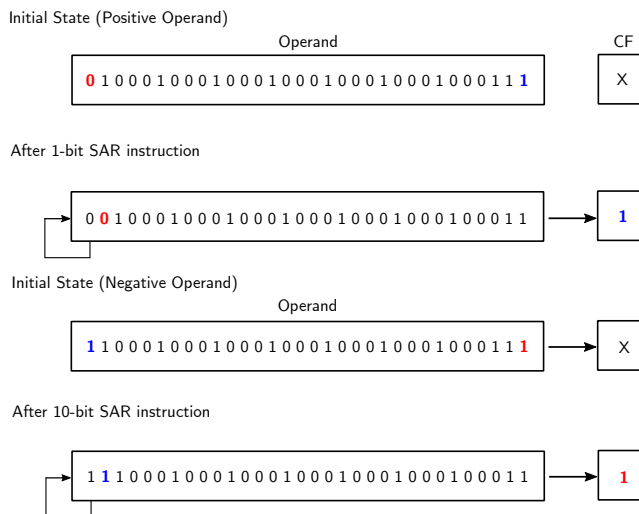 Initial State (Positive Operand)
Operand CF
0 1 0 0 0 1 0 0 0 1 0 0 0 1 0 0 0 1 0 0 0 1 0 0 0 1 0 0 0 1 1 1 X
After 1-bit SAR instruction
0 0 1 0 0 0 1 0 0 0 1 0 0 0 1 0 0 0 1 0 0 0 1 0 0 0 1 0 0 0 1 1 1
Initial State (Negative Operand)
Operand
1 1 0 0 0 1 0 0 0 1 0 0 0 1 0 0 0 1 0 0 0 1 0 0 0 1 0 0 0 1 1 1 X
After 10-bit SAR instruction
1 1 1 0 0 0 1 0 0 0 1 0 0 0 1 0 0 0 1 0 0 0 1 0 0 0 1 0 0 0 1 1 1